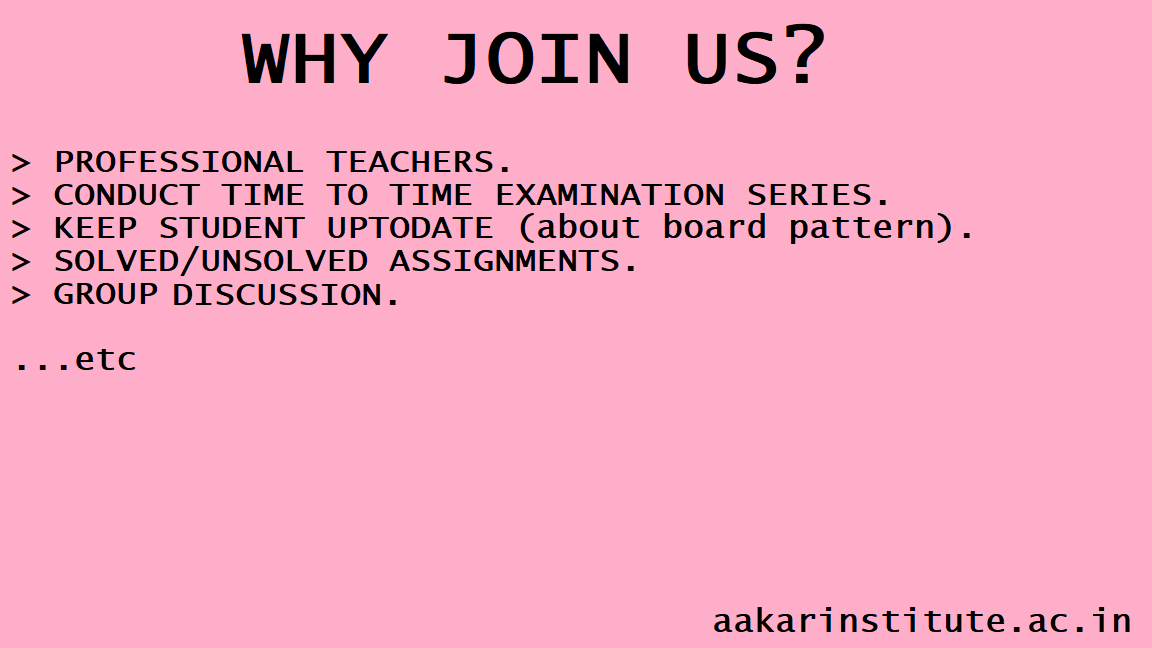 WHY JOIN US?
> PROFESSIONAL TEACHERS.
> CONDUCT TIME TO TIME EXAMINATION SERIES.
> KEEP STUDENT UPTODATE (about board pattern).
> SOLVED/UNSOLVED ASSIGNMENTS.
> GROUP DISCUSSION.
...etc
aakarinstitute.ac.in